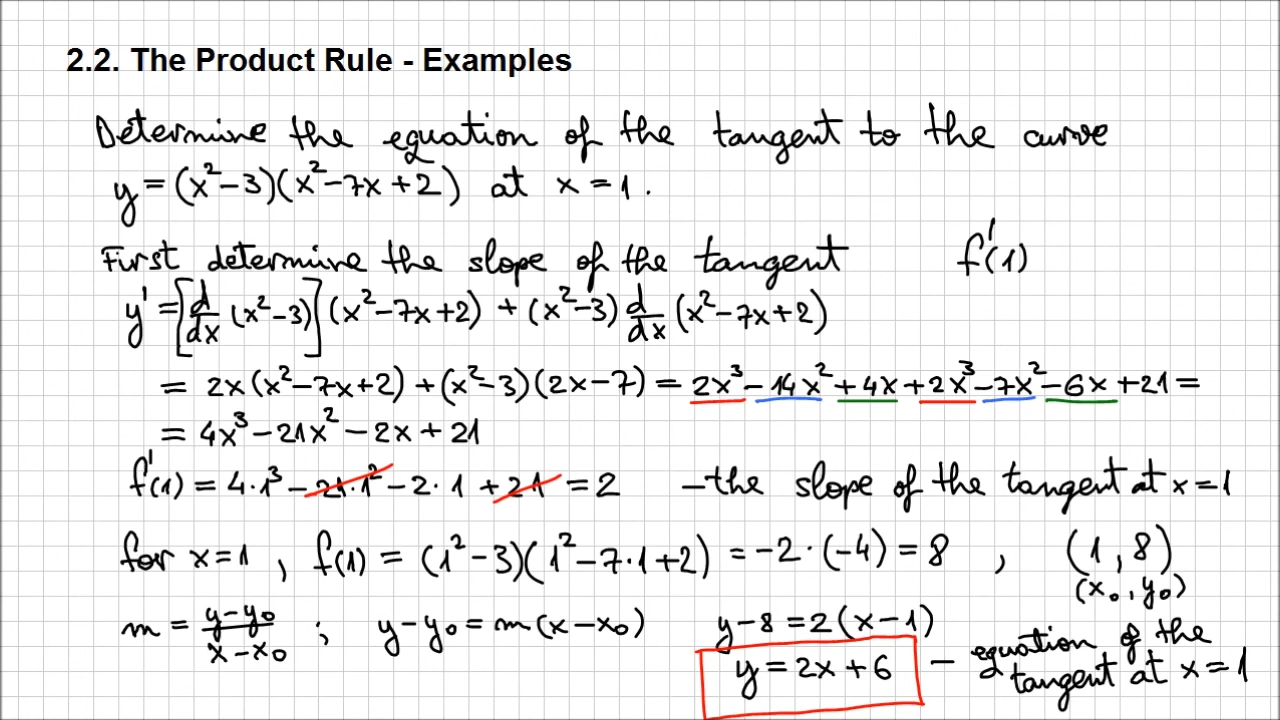 2.2. The Product Rule - Examples
Determine the equation of the tangent to the curve
y = (x² – 3)(x² – 7x + 2) at x = 1.
First determine the slope of the tangent f'(1)
y' = [d/dx (x² – 3)] (x² – 7x + 2) + (x² – 3) d/dx (x² – 7x + 2)
= 2x (x² – 7x + 2) + (x² – 3)(2x – 7) = 2x³ – 14x² + 4x + 2x³ – 7x² – 6x + 21 =
= 4x³ – 21x² – 2x + 21
f'(1) = 4·1³ – 21·1² – 2·1 + 21 = 2 – the slope of the tangent at x = 1
for x = 1 , f(1) = (1² – 3)(1² – 7·1 + 2) = –2·(–4) = 8 , (1, 8)
(x₀, y₀)
m = y – y₀ / x – x₀ ; y – y₀ = m (x – x₀) y – 8 = 2 (x – 1)
y = 2x + 6 – equation of the
tangent at x = 1